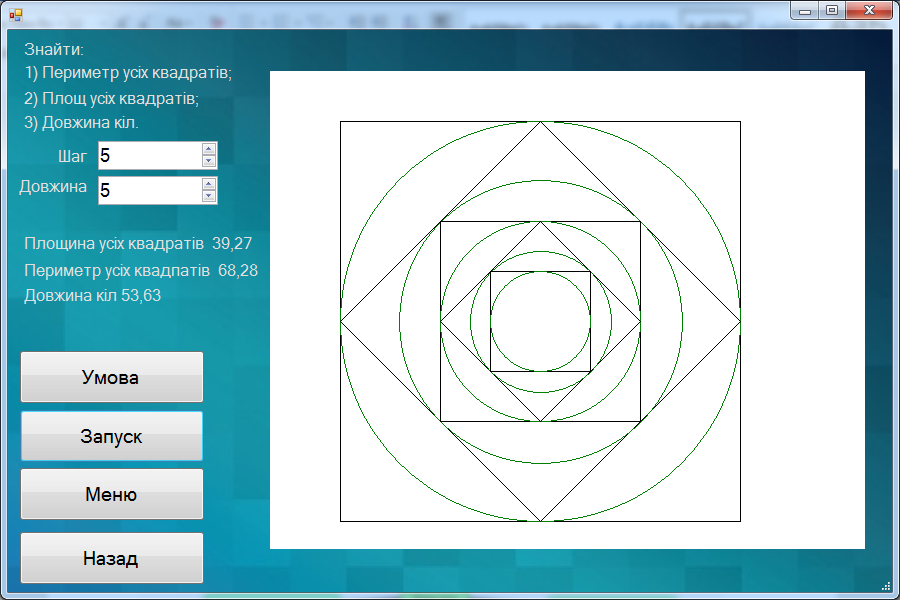 Знайти:
1) Периметр усіх квадратів;
2) Площ усіх квадратів;
3) Довжина кіл.
Шаг 5
Довжина 5
Площина усіх квадратів 39,27
Периметр усіх квадпатів 68,28
Довжина кіл 53,63
Умова
Запуск
Меню
Назад